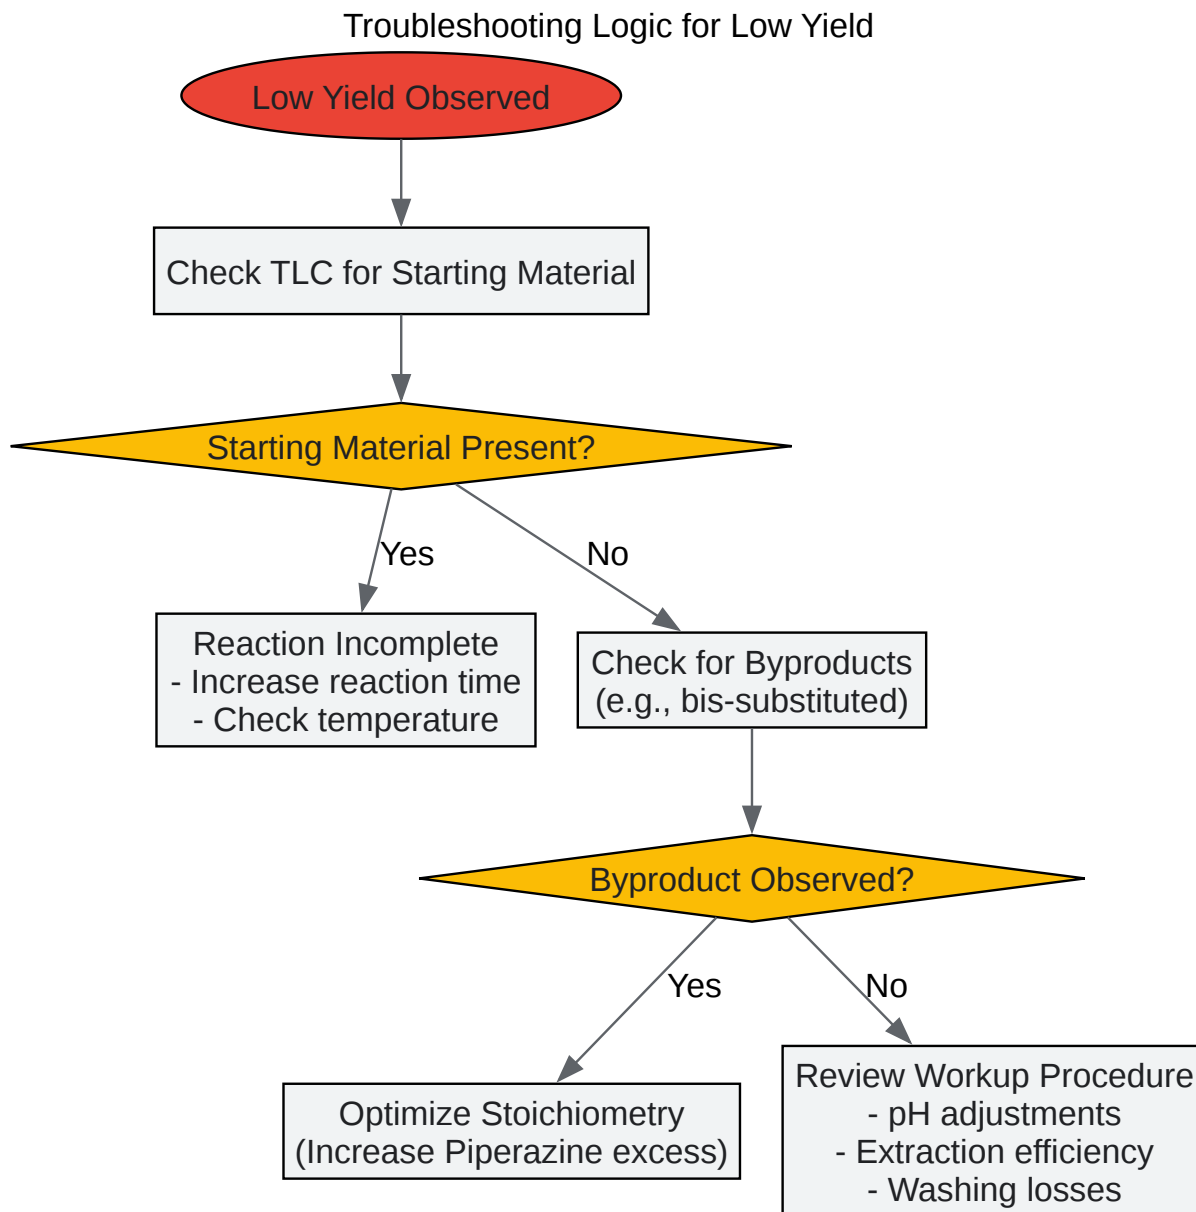 Troubleshooting Logic for Low Yield
Low Yield Observed
Check TLC for Starting Material
Starting Material Present?
Yes
No
Reaction Incomplete
- Increase reaction time
- Check temperature
Check for Byproducts
(e.g., bis-substituted)
Byproduct Observed?
Yes
No
Optimize Stoichiometry
(Increase Piperazine excess)
Review Workup Procedure
- pH adjustments
- Extraction efficiency
- Washing losses